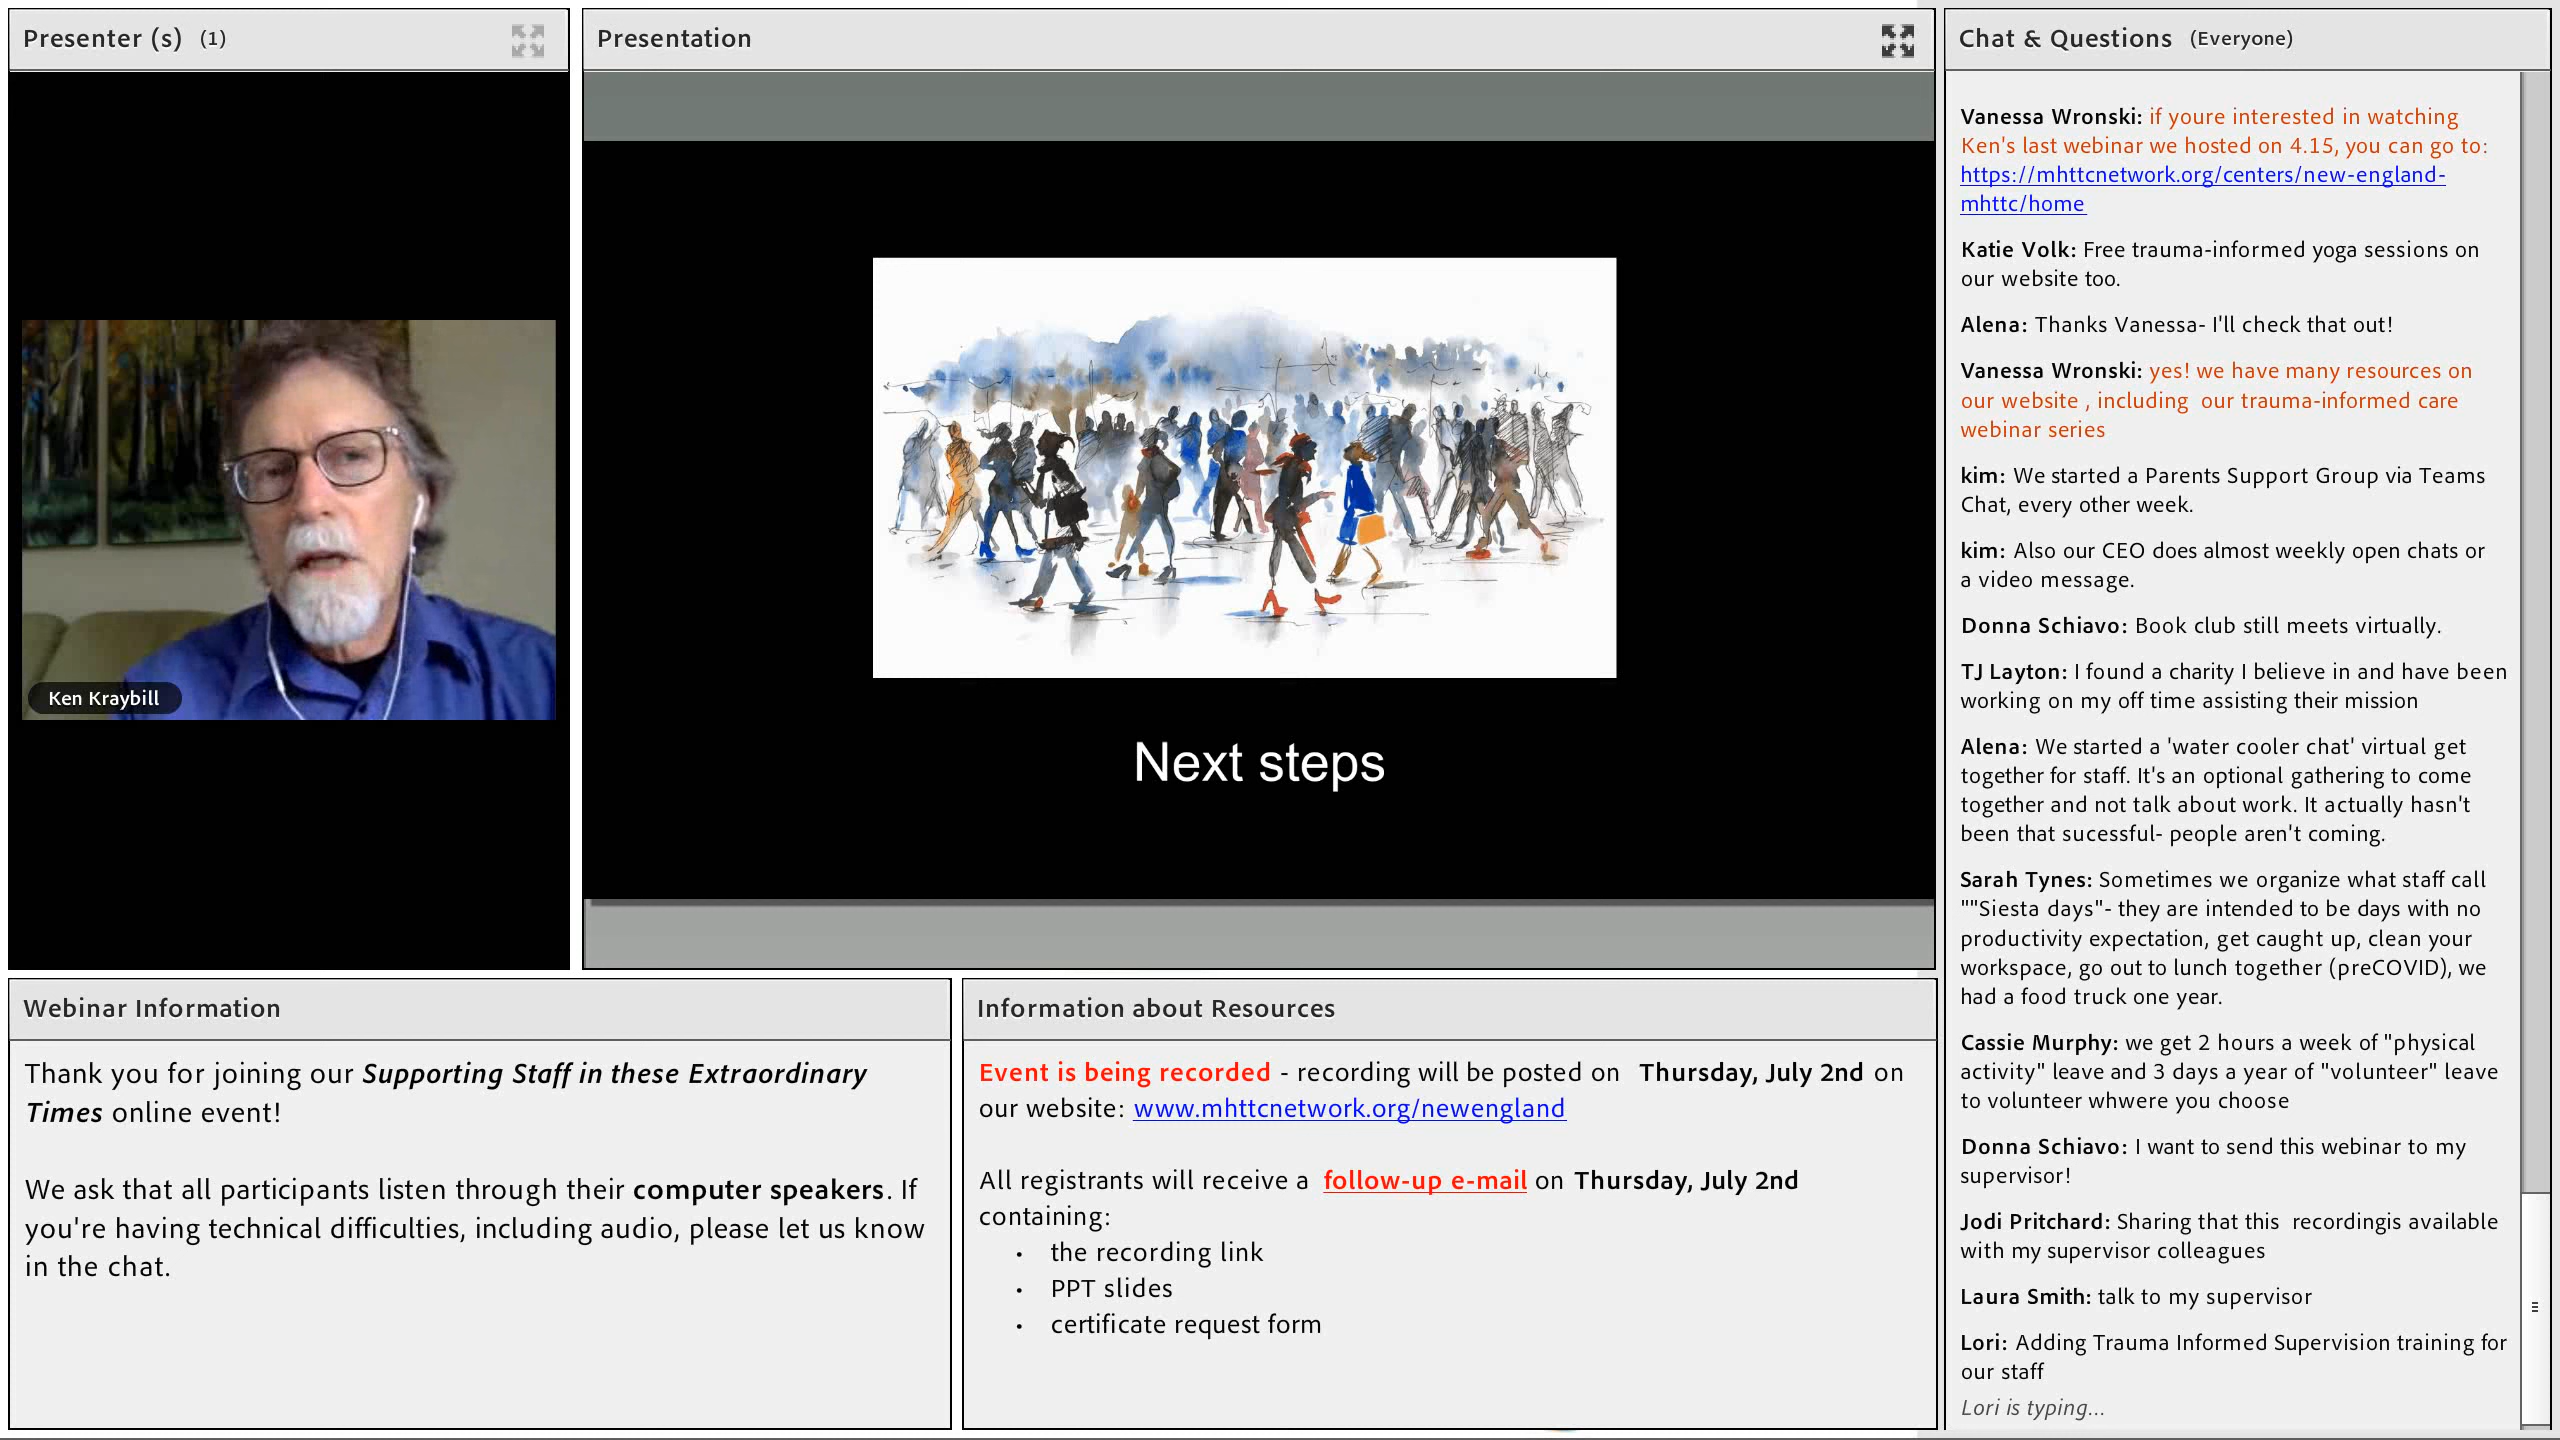 Presenter (s) (1)
Ken Kraybill
Presentation
Next steps
Chat & Questions (Everyone)
Vanessa Wronski: if youre interested in watching
Ken's last webinar we hosted on 4.15, you can go to:
https://mhttcnetwork.org/centers/new-england-
mhttc/home
Katie Volk: Free trauma-informed yoga sessions on
our website too.
Alena: Thanks Vanessa- I'll check that out!
Vanessa Wronski: yes! we have many resources on
our website , including  our trauma-informed care
webinar series
kim: We started a Parents Support Group via Teams
Chat, every other week.
kim: Also our CEO does almost weekly open chats or
a video message.
Donna Schiavo: Book club still meets virtually.
TJ Layton: I found a charity I believe in and have been
working on my off time assisting their mission
Alena: We started a 'water cooler chat' virtual get
together for staff. It's an optional gathering to come
together and not talk about work. It actually hasn't
been that sucessful- people aren't coming.
Sarah Tynes: Sometimes we organize what staff call
""Siesta days"- they are intended to be days with no
productivity expectation, get caught up, clean your
workspace, go out to lunch together (preCOVID), we
had a food truck one year.
Cassie Murphy: we get 2 hours a week of "physical
activity" leave and 3 days a year of "volunteer" leave
to volunteer whwere you choose
Donna Schiavo: I want to send this webinar to my
supervisor!
Jodi Pritchard: Sharing that this  recordingis available
with my supervisor colleagues
Laura Smith: talk to my supervisor
Lori: Adding Trauma Informed Supervision training for
our staff
Lori is typing...
Webinar Information
Thank you for joining our Supporting Staff in these Extraordinary
Times online event!
We ask that all participants listen through their computer speakers. If
you're having technical difficulties, including audio, please let us know
in the chat.
Information about Resources
Event is being recorded - recording will be posted on  Thursday, July 2nd on
our website: www.mhttcnetwork.org/newengland
All registrants will receive a  follow-up e-mail on Thursday, July 2nd
containing:
• the recording link
• PPT slides
• certificate request form